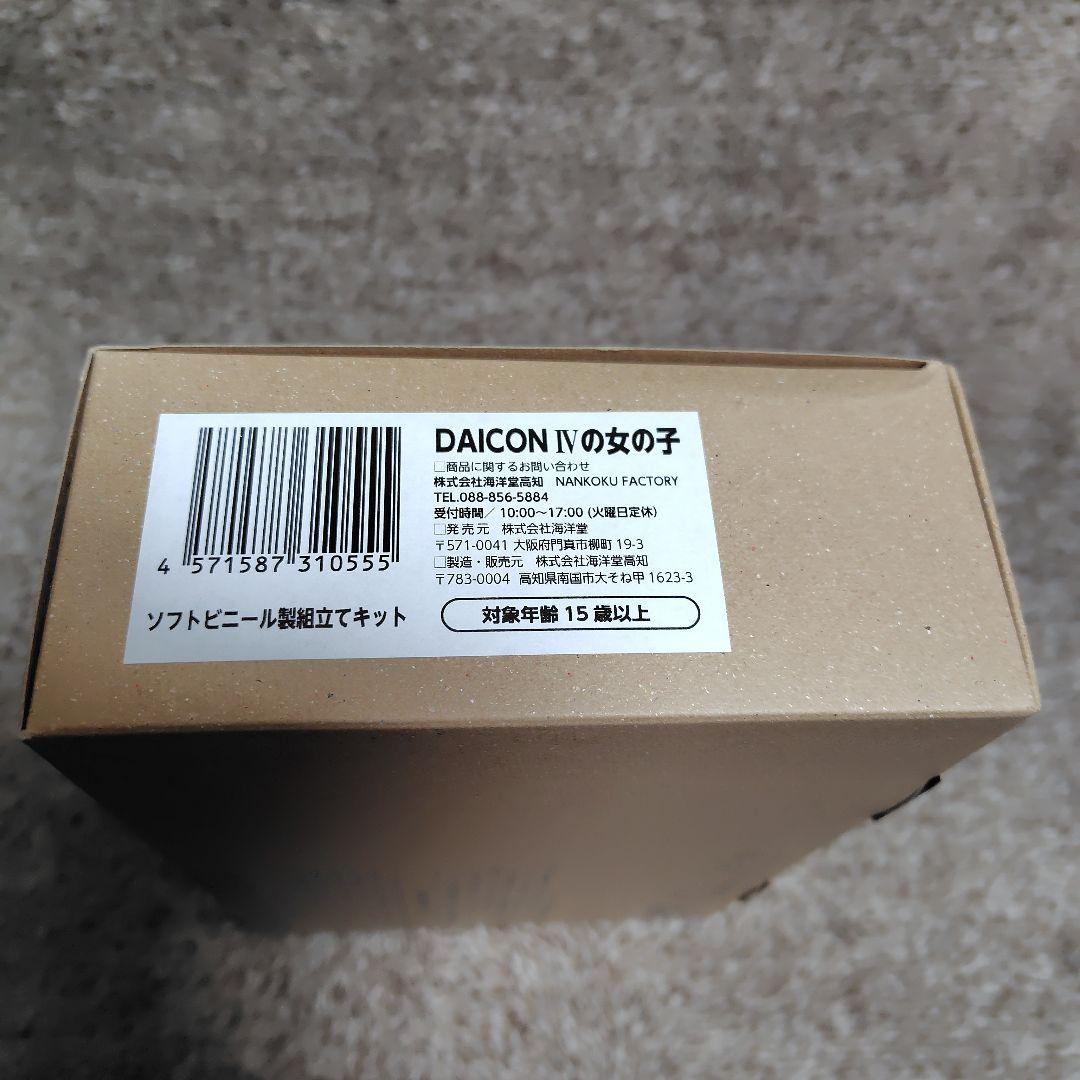 DAICON Ⅳの女の子
□商品に関するお問い合わせ
株式会社海洋堂高知 NANKOKU FACTORY
TEL.088-856-5884
受付時間／10:00～17:00 (火曜日定休)
□発売元 株式会社海洋堂
〒571-0041 大阪府門真市柳町 19-3
□製造・販売元 株式会社海洋堂高知
〒783-0004 高知県南国市大そね甲 1623-3
対象年齢 15 歳以上
4 571587 310555
ソフトビニール製組立てキット